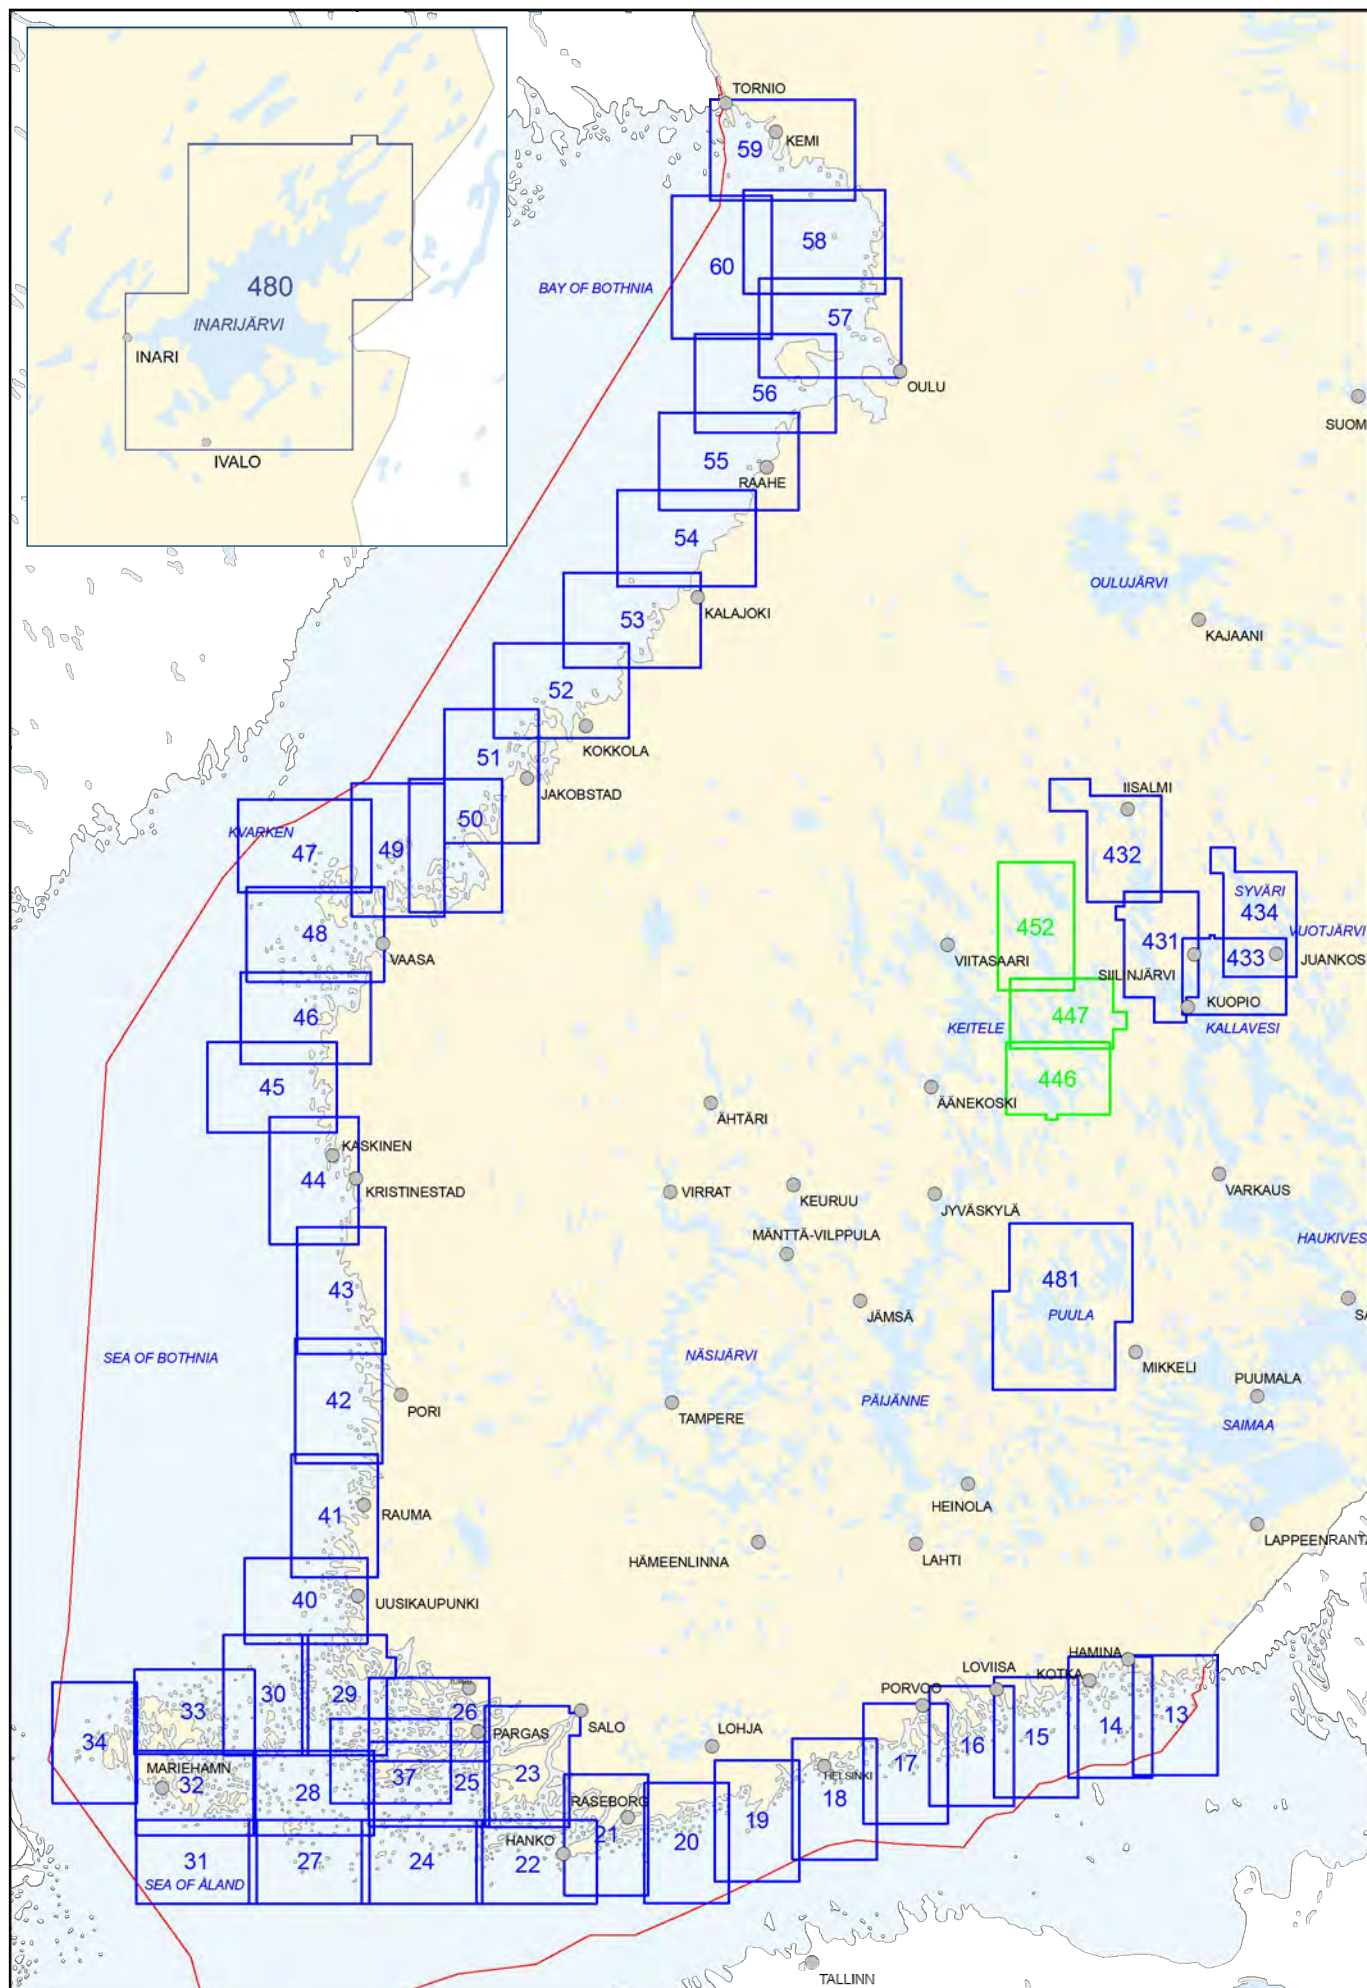 TORNIO
59
KEMI
58
60
480
BAY OF BOTHNIA
57
INARIJÄRVI
INARI
OULU
56
SUOM
55
IVALO
RAAHE
54
OULUJÄRVI
KALAJOKI
53
KAJAANI
52
KOKKOLA
51
JAKOBSTAD
IISALMI
50
KVARKEN
47
49
432
SYVÄRI
434
452
48
VUOTJÄRVI
431
VAASA
VIITASAARI
433
JUANKOS
SIILINJÄRVI
KUOPIO
46
447
KEITELE
KALLAVESI
446
45
ÄÄNEKOSKI
ÄHTÄRI
KASKINEN
44
KRISTINESTAD
VIRRAT
KEURUU
VARKAUS
JYVÄSKYLÄ
MÄNTTÄ-VILPPULA
HAUKIVES
481
43
JÄMSÄ
PUULA
SA
SEA OF BOTHNIA
NÄSIJÄRVI
MIKKELI
PUUMALA
42
PORI
PÄIJÄNNE
TAMPERE
SAIMAA
HEINOLA
41
RAUMA
LAPPEENRANTA
HÄMEENLINNA
LAHTI
40
UUSIKAUPUNKI
HAMINA
LOVIISA
KOTKA
30
29
PORVOO
33
26
14
13
SALO
PARGAS
LOHJA
34
15
16
17
MARIEHAMN
32
28
37
25
23
HELSINKI
18
RASEBORG
19
21
20
HANKO
31
27
24
22
SEA OF ÅLAND
TALLINN